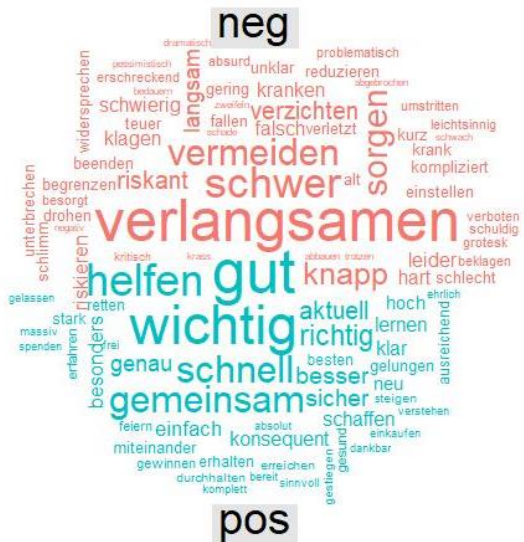 neg
dramatisch
pessimistisch
absurd
problematisch
erschreckend
unklar
reduzieren
bedauern
zweifeln
gering
kranken
abgebrochen
widersprechen
schwierig
langsam
fallen
verzichten
umstritten
teuer
schade
falsch
verletzt
kurz
leichtsinnig
schwach
klagen
vermeiden
sorgen
krank
kompliziert
beenden
riskant
schwer
alt
einstellen
begrenzen
besorgt
unterbrechen
drohen
negativ
verlangsamen
verboten
schuldig
grotesk
schlimm
riskieren
kritisch
krass
abbauen
trotzen
leider
beklagen
knapp
hart
schlecht
helfen
gut
gelassen
retten
wichtig
aktuell
hoch
ehrlich
massiv
stark
spenden
frei
richtig
lernen
ausreichend
erfahren
besonders
genau
schnell
besten
klar
gelungen
besser
neu
gemeinsam
sicher
steigen
schaffen
verstehen
feiern
einfach
absolut
konsequent
einkaufen
miteinander
gesund
dankbar
gewinnen
erhalten
erreichen
durchhalten
bereit
sinnvoll
gestiegen
komplett
pos